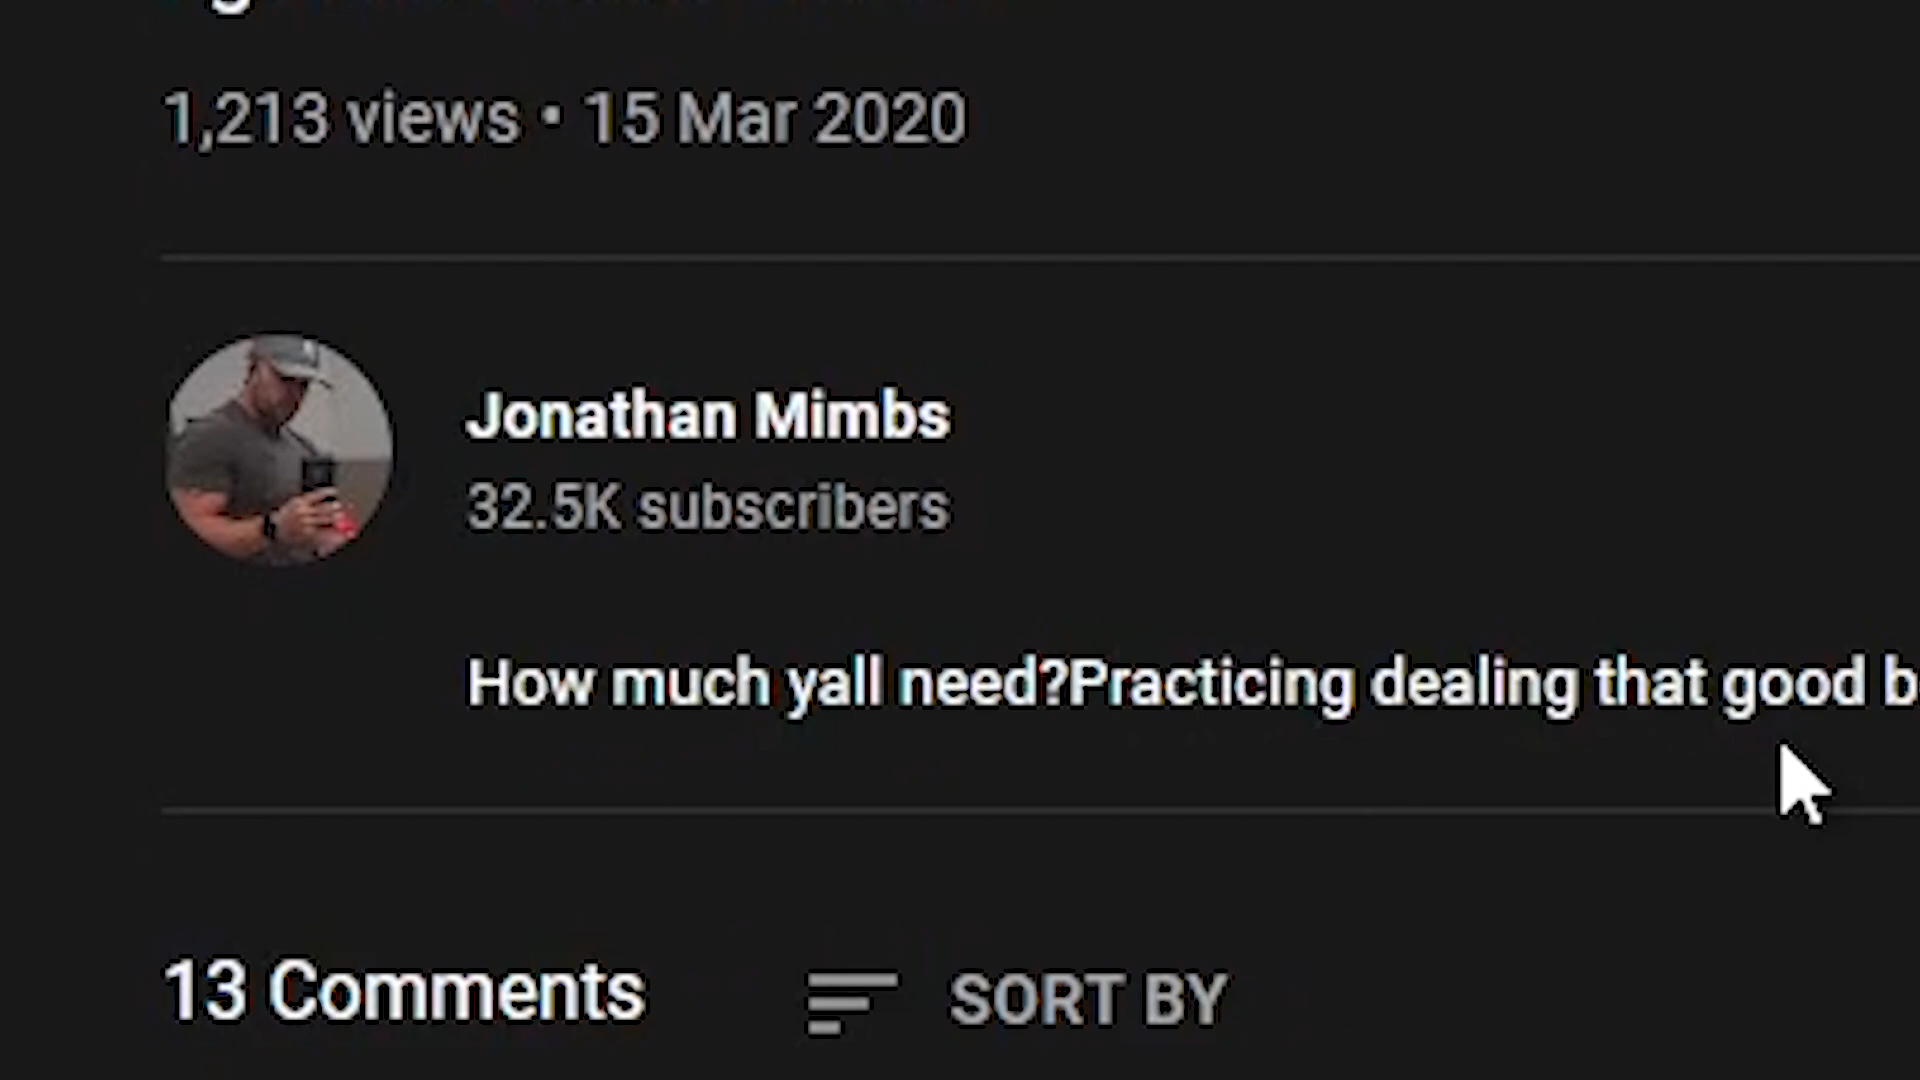 1,213 views • 15 Mar 2020
Jonathan Mimbs
32.5K subscribers
How much yall need?Practicing dealing that good
13 Comments
SORT BY